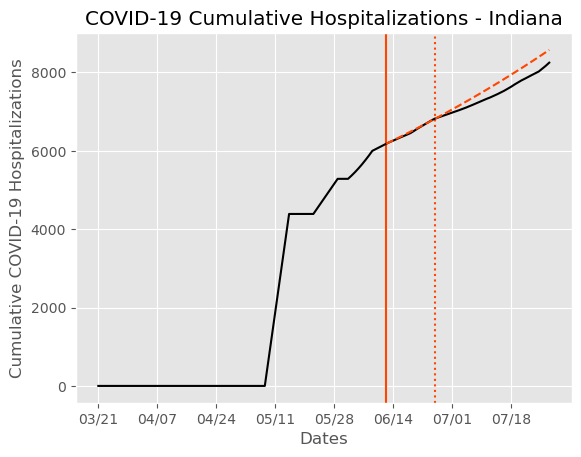 COVID-19 Cumulative Hospitalizations - Indiana
Cumulative COVID-19 Hospitalizations
8000
6000
4000
2000
0
03/21 04/07 04/24 05/11 05/28 06/14 07/01 07/18
Dates